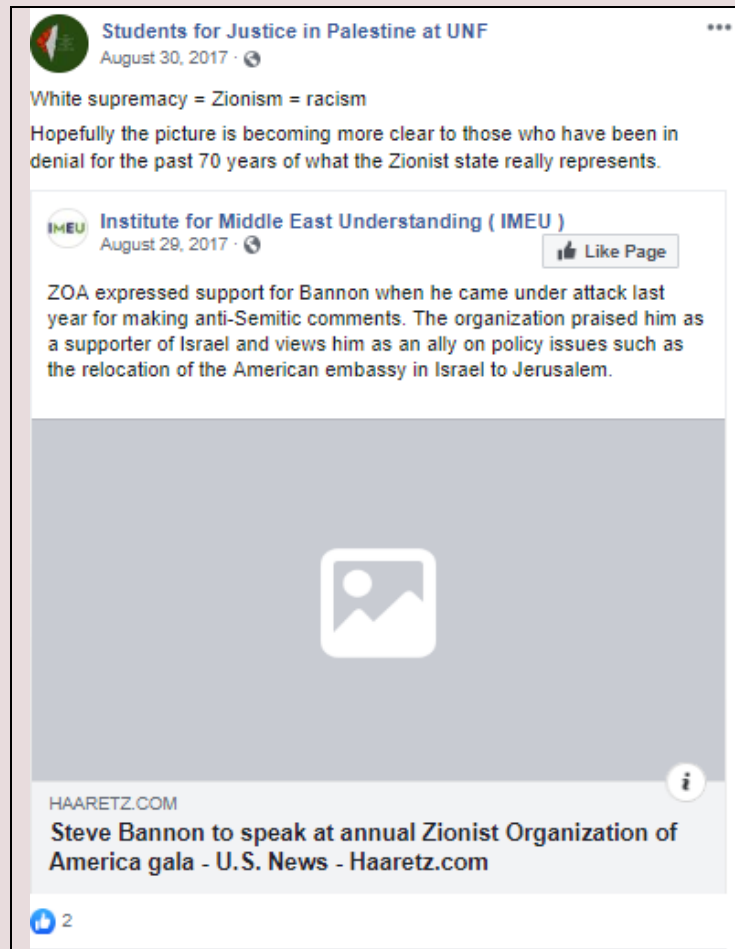 Students for Justice in Palestine at UNF
August 30, 2017 ·
White supremacy = Zionism = racism
Hopefully the picture is becoming more clear to those who have been in
denial for the past 70 years of what the Zionist state really represents.
IMEU
Institute for Middle East Understanding ( IMEU )
August 29, 2017 ·
Like Page
ZOA expressed support for Bannon when he came under attack last
year for making anti-Semitic comments. The organization praised him as
a supporter of Israel and views him as an ally on policy issues such as
the relocation of the American embassy in Israel to Jerusalem.
i
HAARETZ.COM
Steve Bannon to speak at annual Zionist Organization of
America gala - U.S. News - Haaretz.com
2